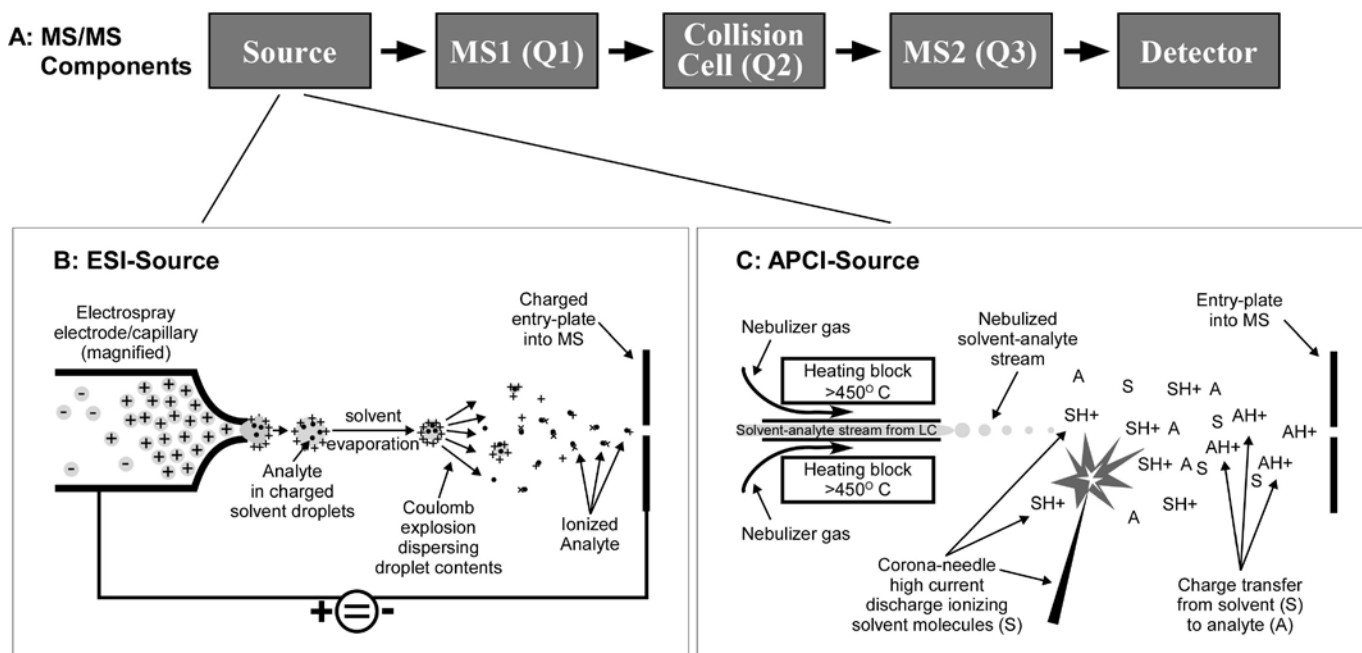 A: MS/MS
Components
Source
MS1 (Q1)
Collision
Cell (Q2)
MS2 (Q3)
Detector
B: ESI-Source
Electrospray
electrode/capillary
(magnified)
Charged
entry-plate
into MS
solvent
evaporation
Analyte
in charged
solvent droplets
Coulomb
explosion
dispersing
droplet contents
Ionized
Analyte
+ = -
C: APCI-Source
Nebulizer gas
Heating block
>450° C
Nebulized
solvent-analyte
stream
Entry-plate
into MS
Solvent-analyte stream from LC
Heating block
>450° C
Nebulizer gas
A S SH+ A
SH+ SH+ A S AH+
AH+ AH+
SH+ A S AH+
S
SH+ A SH+
Corona-needle
high current
discharge ionizing
solvent molecules (S)
Charge transfer
from solvent (S)
to analyte (A)